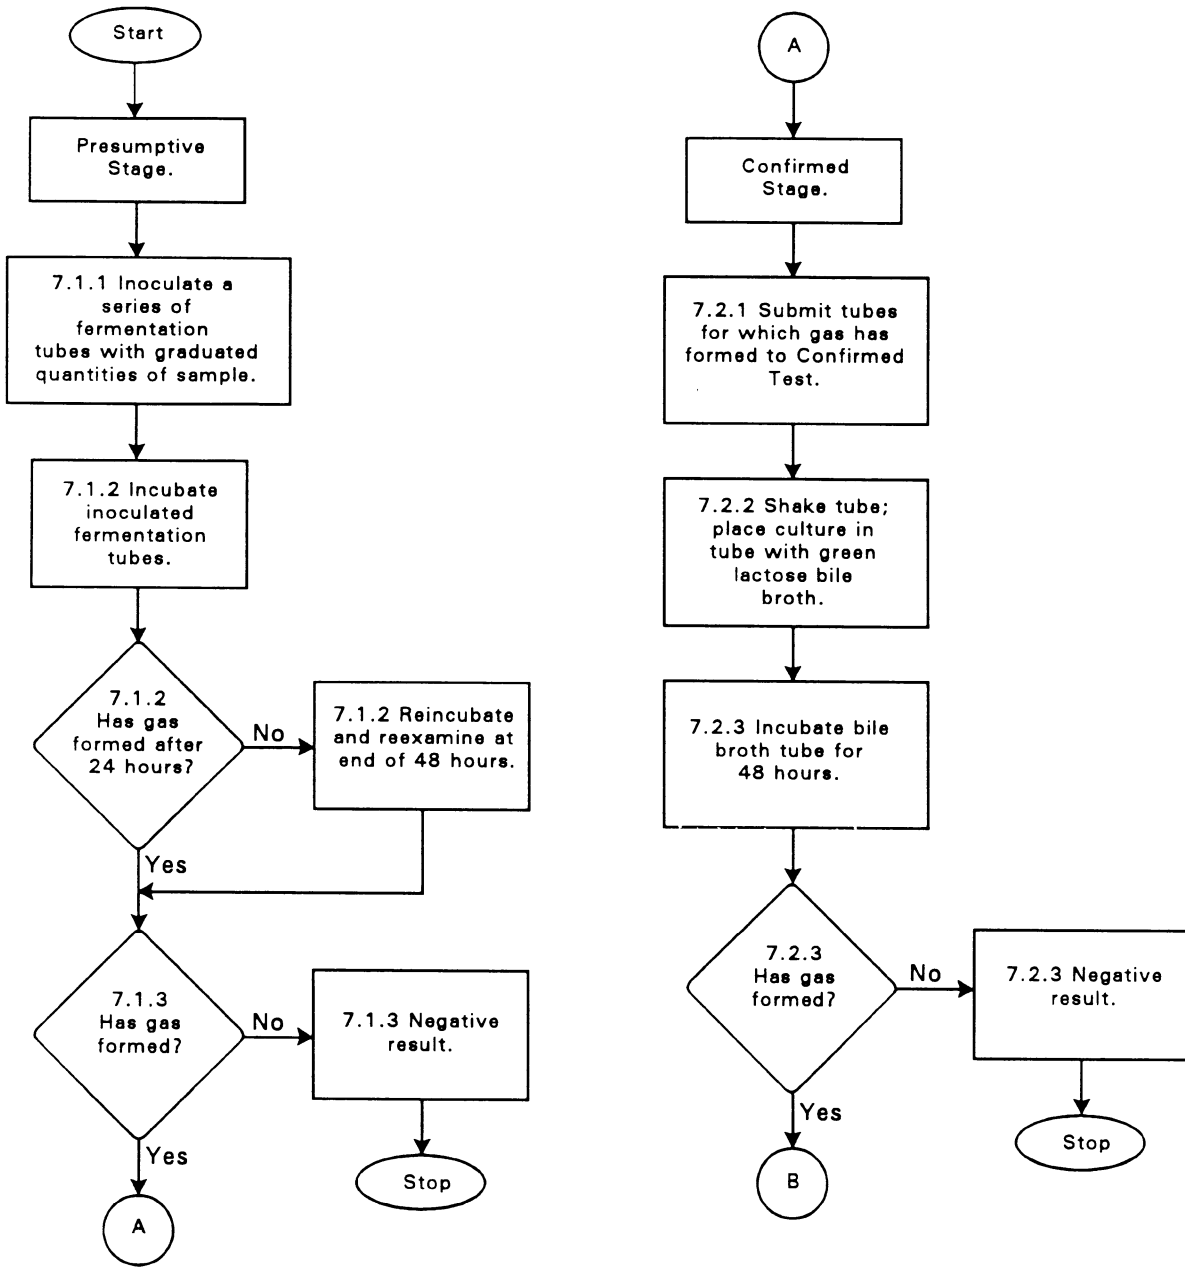 Start
Presumptive
Stage.
7.1.1 Inoculate a
series of
fermentation
tubes with graduated
quantities of sample.
7.1.2 Incubate
inoculated
fermentation
tubes.
7.1.2
Has gas
formed after
24 hours?
No
7.1.2 Reincubate
and reexamine at
end of 48 hours.
Yes
7.1.3
Has gas
formed?
No
7.1.3 Negative
result.
Stop
Yes
A
A
Confirmed
Stage.
7.2.1 Submit tubes
for which gas has
formed to Confirmed
Test.
7.2.2 Shake tube;
place culture in
tube with green
lactose bile
broth.
7.2.3 Incubate bile
broth tube for
48 hours.
7.2.3
Has gas
formed?
No
7.2.3 Negative
result.
Stop
Yes
B